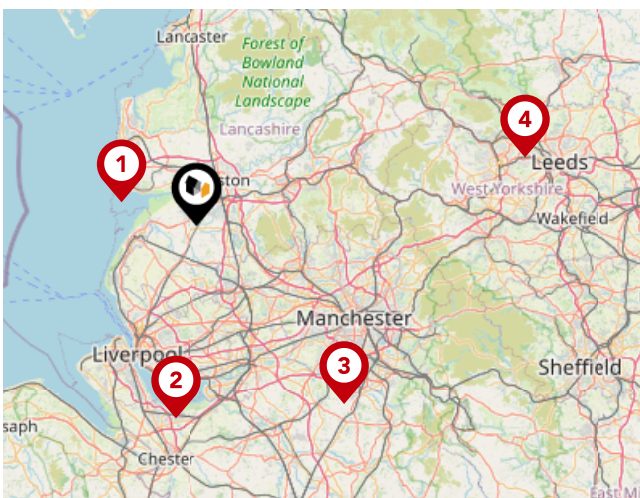 Lancaster
Forest of
Bowland
National
Landscape
Lancashire
4
1
ston
Leeds
West Yorkshire
Wakefield
Manchester
Liverpool
3
Sheffield
2
saph
Chester
East M